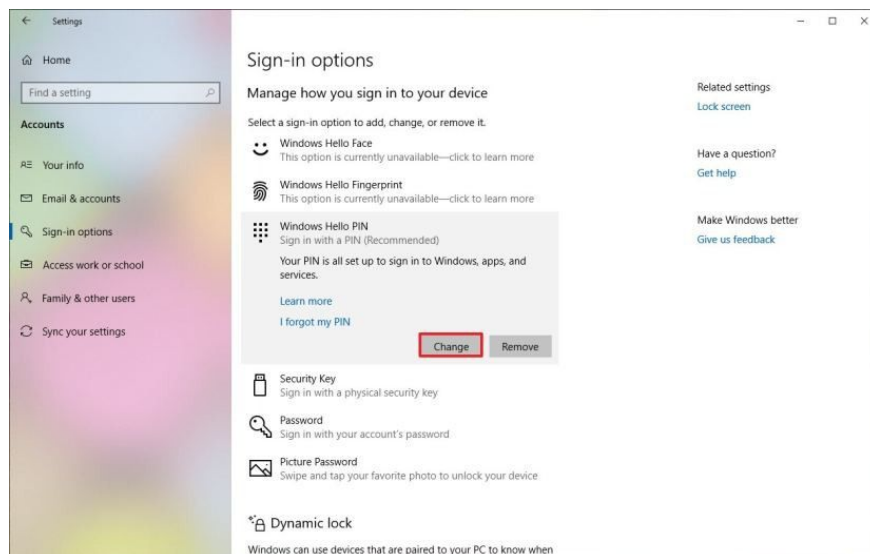 Settings
Home
Find a setting
Accounts
Your info
Email & accounts
Sign-in options
Access work or school
Family & other users
Sync your settings
Sign-in options
Manage how you sign in to your device
Select a sign-in option to add, change, or remove it.
Windows Hello Face
This option is currently unavailable—click to learn more
Windows Hello Fingerprint
This option is currently unavailable—click to learn more
Windows Hello PIN
Sign in with a PIN (Recommended)
Your PIN is all set up to sign in to Windows, apps, and
services.
Learn more
I forgot my PIN
Change
Remove
Security Key
Sign in with a physical security key
Password
Sign in with your account's password
Picture Password
Swipe and tap your favorite photo to unlock your device
Dynamic lock
Windows can use devices that are paired to your PC to know when
Related settings
Lock screen
Have a question?
Get help
Make Windows better
Give us feedback